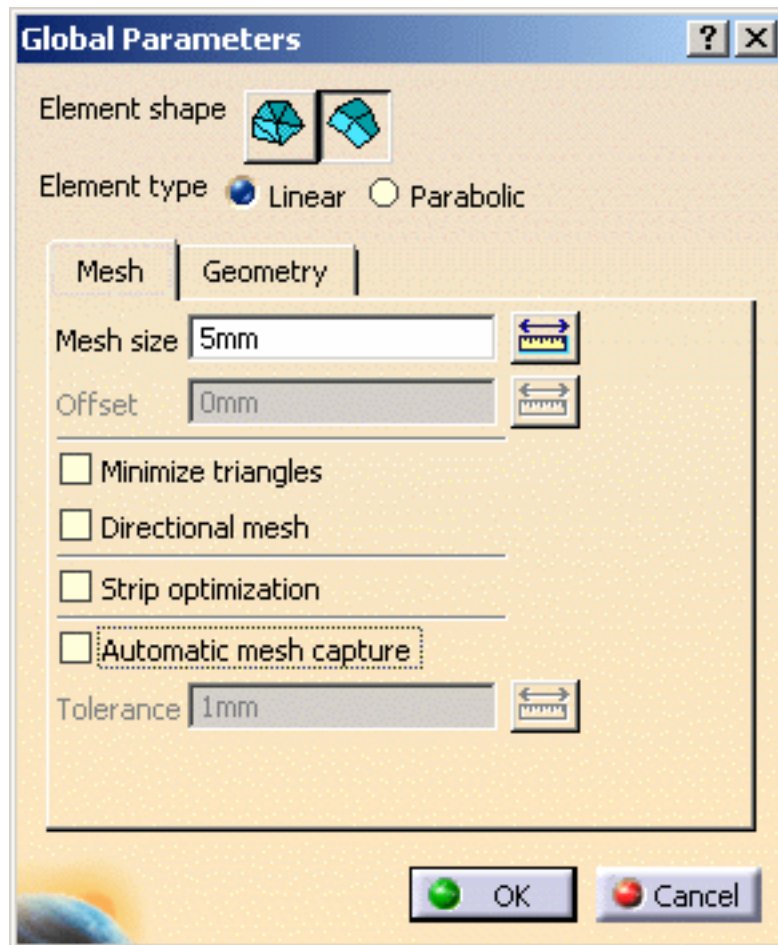 Global Parameters
Element shape
Element type Linear Parabolic
Mesh Geometry
Mesh size 5mm
Offset 0mm
Minimize triangles
Directional mesh
Strip optimization
Automatic mesh capture
Tolerance 1mm
OK Cancel